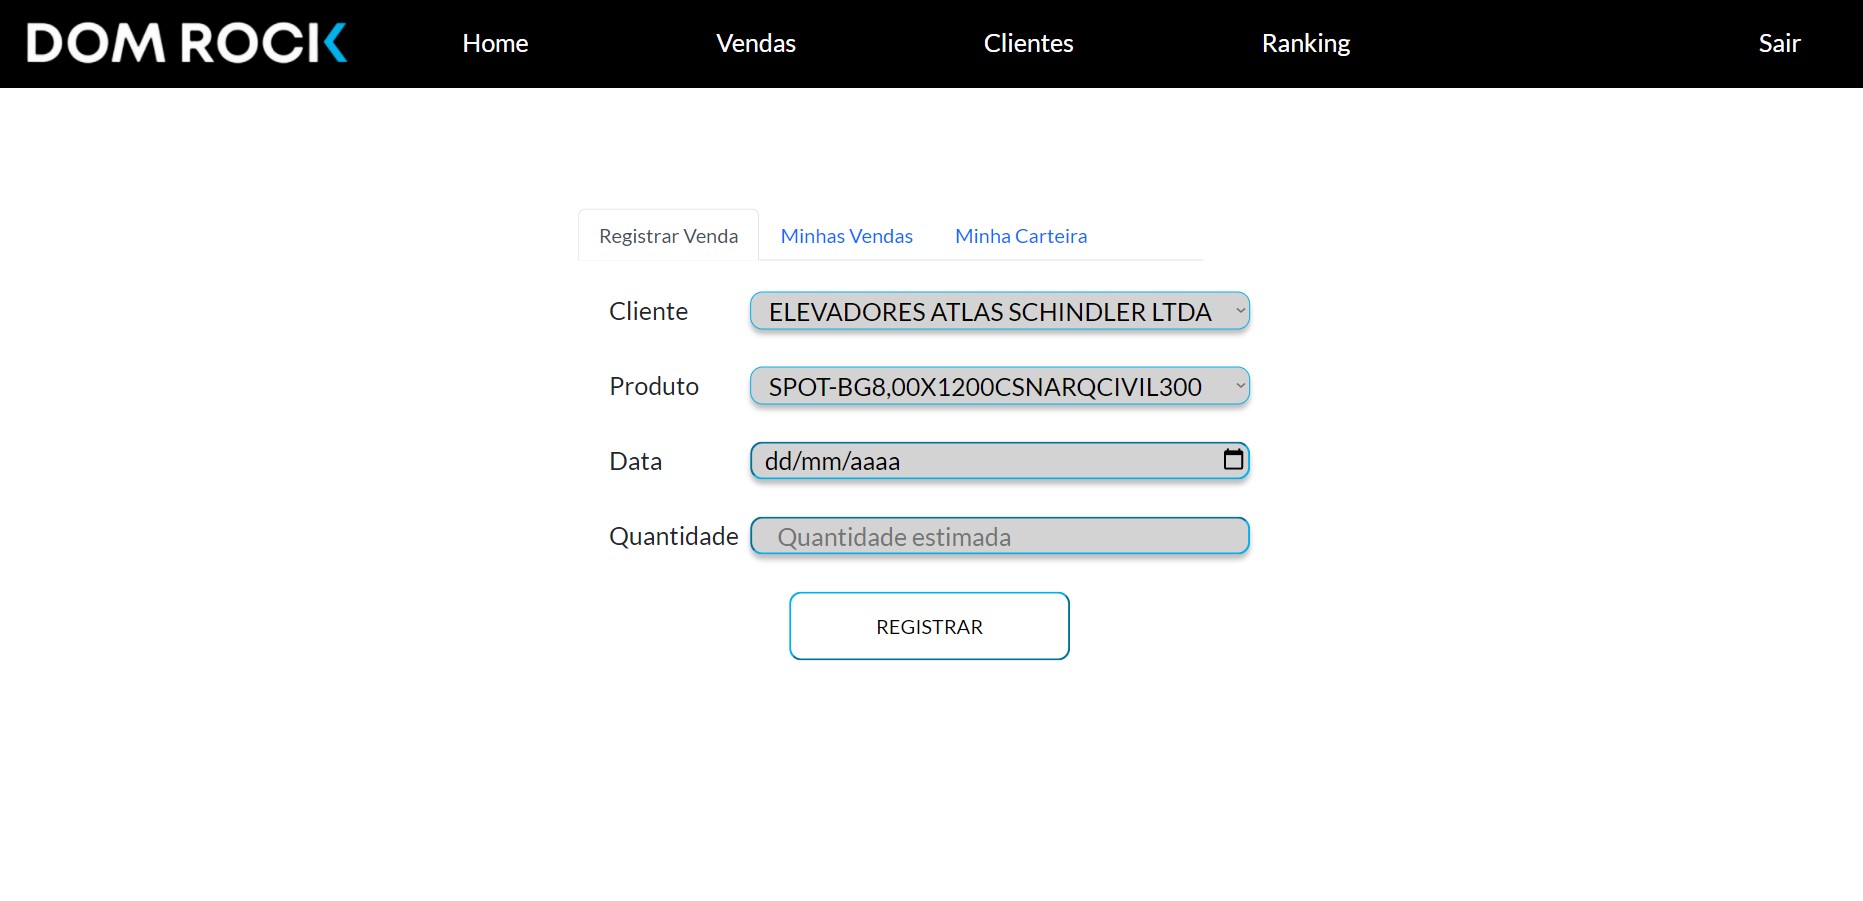 DOM ROCK Home Vendas Clientes Ranking Sair
Registrar Venda Minhas Vendas Minha Carteira
Cliente ELEVADORES ATLAS SCHINDLER LTDA
Produto SPOT-BG8,00X1200CSNARQCIVIL300
Data dd/mm/aaaa
Quantidade Quantidade estimada
REGISTRAR